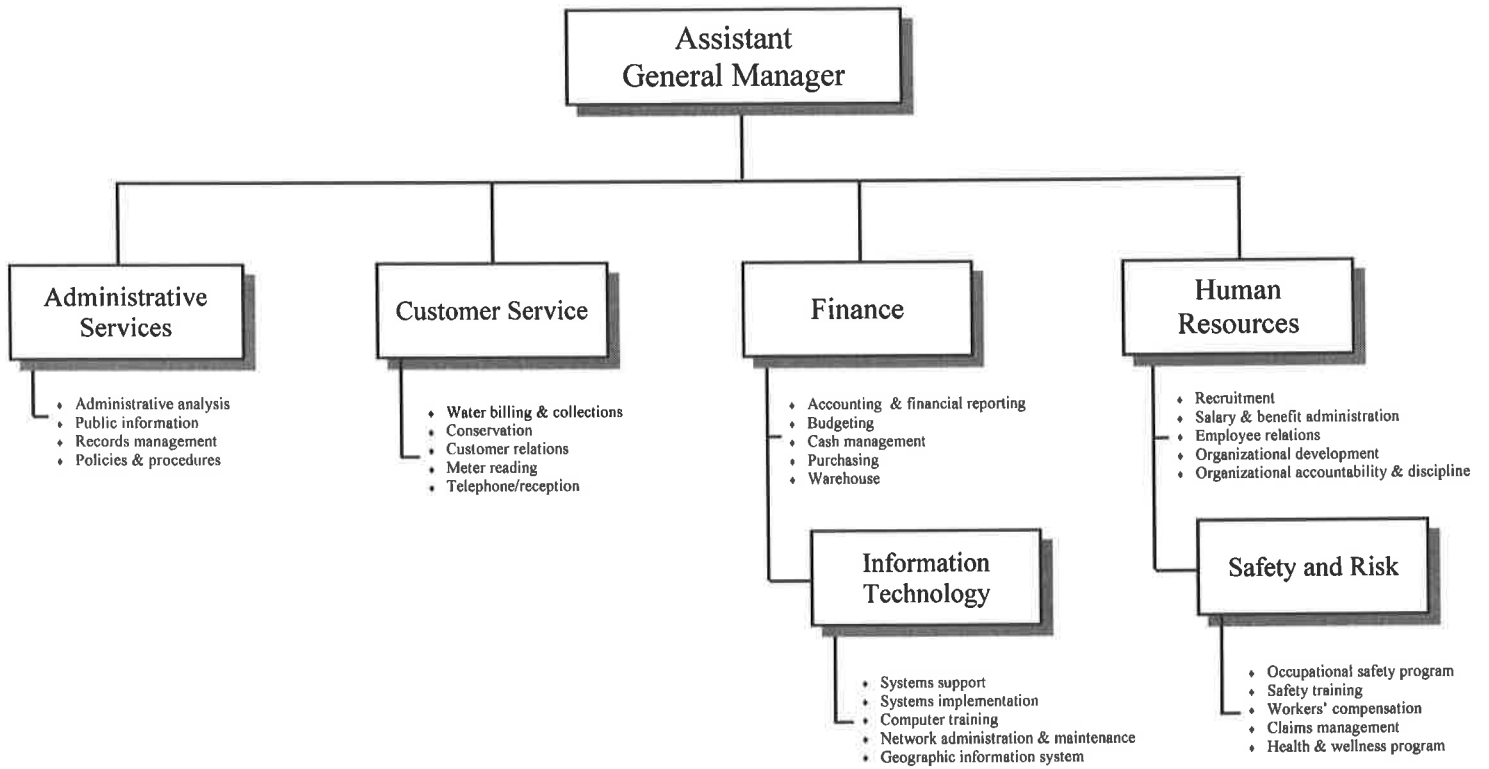 Assistant
General Manager
Administrative
Services
Customer Service
Finance
Human
Resources
Administrative analysis
Public information
Records management
Policies & procedures
Water billing & collections
Conservation
Customer relations
Meter reading
Telephone/reception
Accounting & financial reporting
Budgeting
Cash management
Purchasing
Warehouse
Recruitment
Salary & benefit administration
Employee relations
Organizational development
Organizational accountability & discipline
Information
Technology
Safety and Risk
Systems support
Systems implementation
Computer training
Network administration & maintenance
Geographic information system
Occupational safety program
Safety training
Workers' compensation
Claims management
Health & wellness program